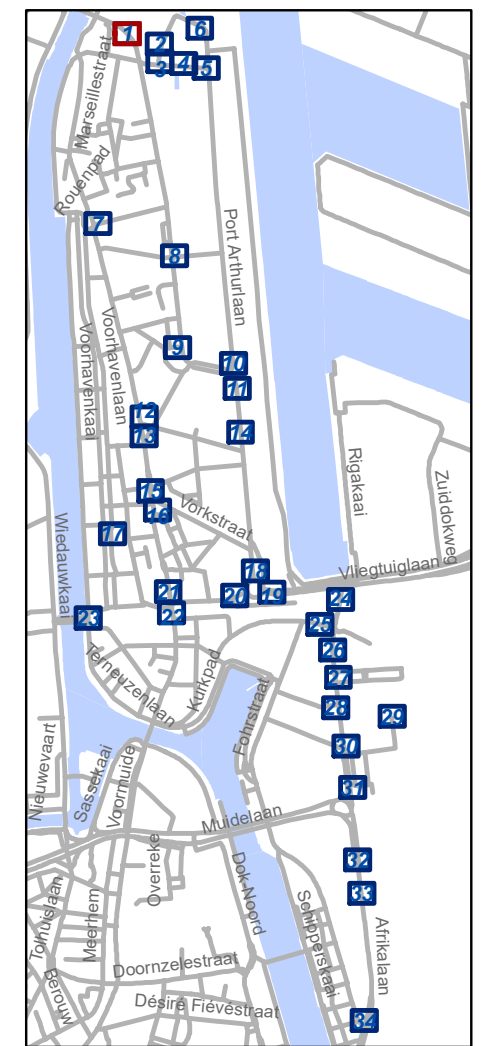 1
2
3
4
5
6
Marseillestraat
Rouenpad
7
8
Port Arthurlaan
9
10
11
Voorhavenlaan
Voorhavenkaai
12
13
14
15
16
17
Vorkstraat
Rigakaai
Zuiddokweg
Wiedauwkaai
Vliegtuiglaan
18
19
20
21
22
23
24
25
26
27
28
29
30
31
Terneuzenlaan
Kurkpad
Fohrstraat
Nieuwevaart
Sassekaai
Voormuide
Muidelaan
32
33
34
Overreke
Dok-Noord
Tolhuislaan
Meerhem
Schipperskaai
Afrikalaan
Berouw
Doornzelestraat
Désiré Fiévéstraat